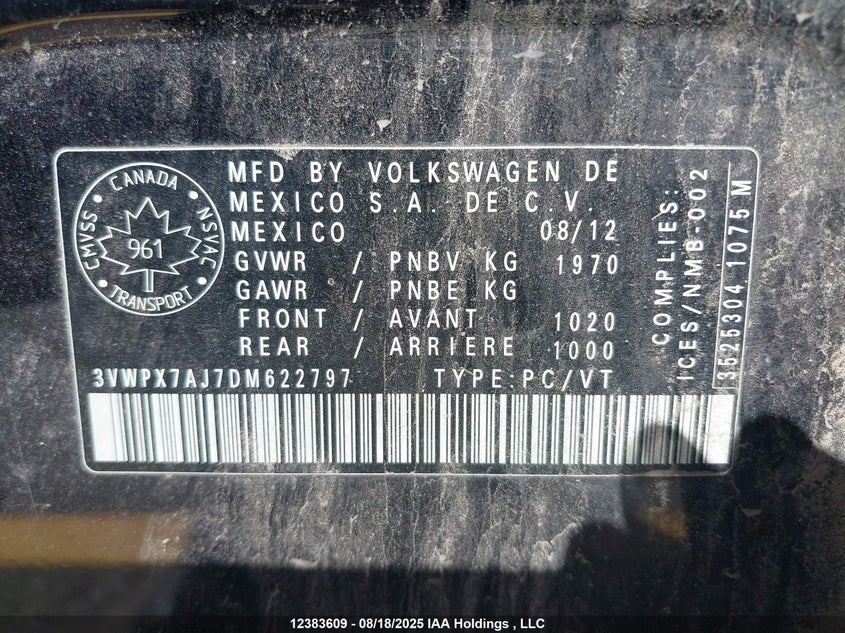 CANADA
CMVSS
NSVAC
961
TRANSPORT
MFD BY VOLKSWAGEN DE
MEXICO S.A. DE C.V.
MEXICO 08/12
GVWR / PNBV KG 1970
GAWR / PNBE KG
FRONT / AVANT 1020
REAR / ARRIERE 1000
3VWPX7AJ7DM622797 TYPE:PC/VT
COMPLIES:
ICES/NMB-002
3525304 1075 M
12383609 - 08/18/2025 IAA Holdings , LLC